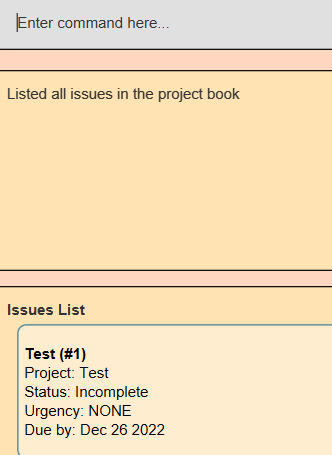 Enter command here...
Listed all issues in the project book
Issues List
Test (#1)
Project: Test
Status: Incomplete
Urgency: NONE
Due by: Dec 26 2022